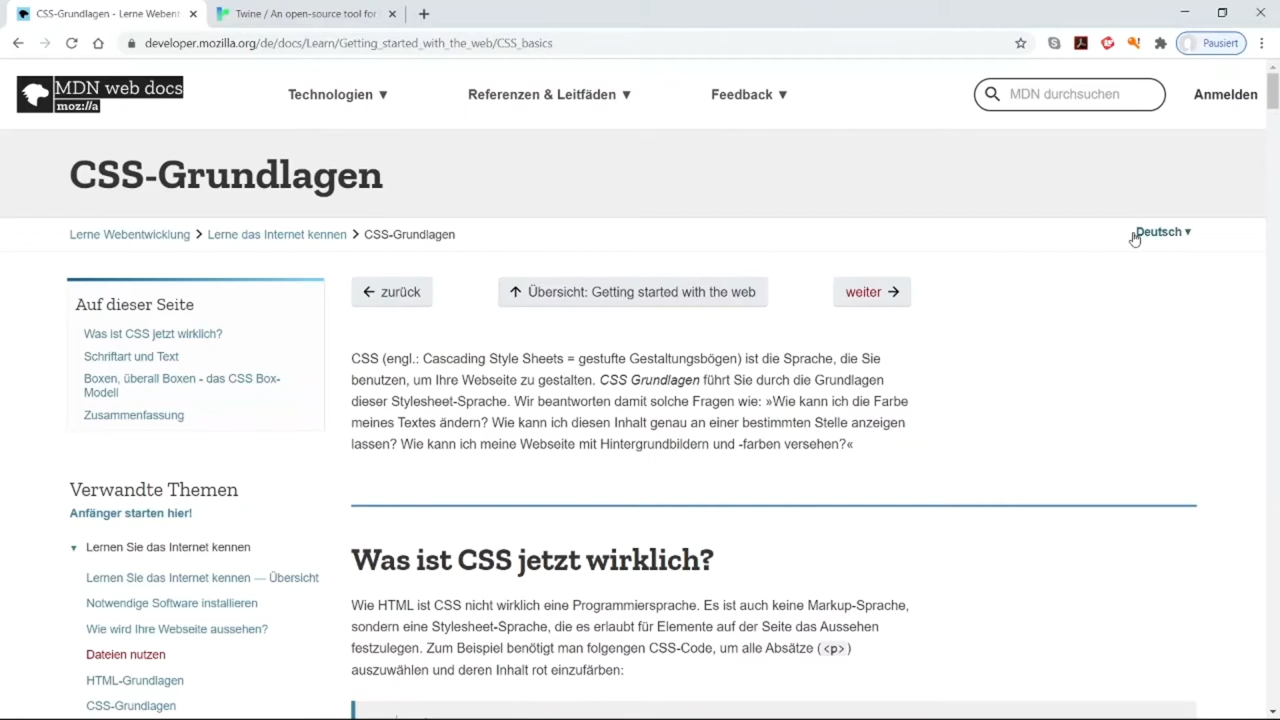 CSS-Grundlagen - Lerne Webent
Twine / An open-source tool for
developer.mozilla.org/de/docs/Learn/Getting_started_with_the_web/CSS_basics
Pausiert
MDN web docs
moz://a
Technologien ▼
Referenzen & Leitfäden ▼
Feedback ▼
MDN durchsuchen
Anmelden
CSS-Grundlagen
Lerne Webentwicklung > Lerne das Internet kennen > CSS-Grundlagen
Deutsch ▾
Auf dieser Seite
Was ist CSS jetzt wirklich?
Schriftart und Text
Boxen, überall Boxen - das CSS Box-
Modell
Zusammenfassung
Verwandte Themen
Anfänger starten hier!
▾ Lernen Sie das Internet kennen
Lernen Sie das Internet kennen — Übersicht
Notwendige Software installieren
Wie wird Ihre Webseite aussehen?
Dateien nutzen
HTML-Grundlagen
CSS-Grundlagen
← zurück
↑ Übersicht: Getting started with the web
weiter →
CSS (engl.: Cascading Style Sheets = gestufte Gestaltungsbögen) ist die Sprache, die Sie
benutzen, um Ihre Webseite zu gestalten. CSS Grundlagen führt Sie durch die Grundlagen
dieser Stylesheet-Sprache. Wir beantworten damit solche Fragen wie: »Wie kann ich die Farbe
meines Textes ändern? Wie kann ich diesen Inhalt genau an einer bestimmten Stelle anzeigen
lassen? Wie kann ich meine Webseite mit Hintergrundbildern und -farben versehen?«
Was ist CSS jetzt wirklich?
Wie HTML ist CSS nicht wirklich eine Programmiersprache. Es ist auch keine Markup-Sprache,
sondern eine Stylesheet-Sprache, die es erlaubt für Elemente auf der Seite das Aussehen
festzulegen. Zum Beispiel benötigt man folgengen CSS-Code, um alle Absätze (<p>)
auszuwählen und deren Inhalt rot einzufärben: